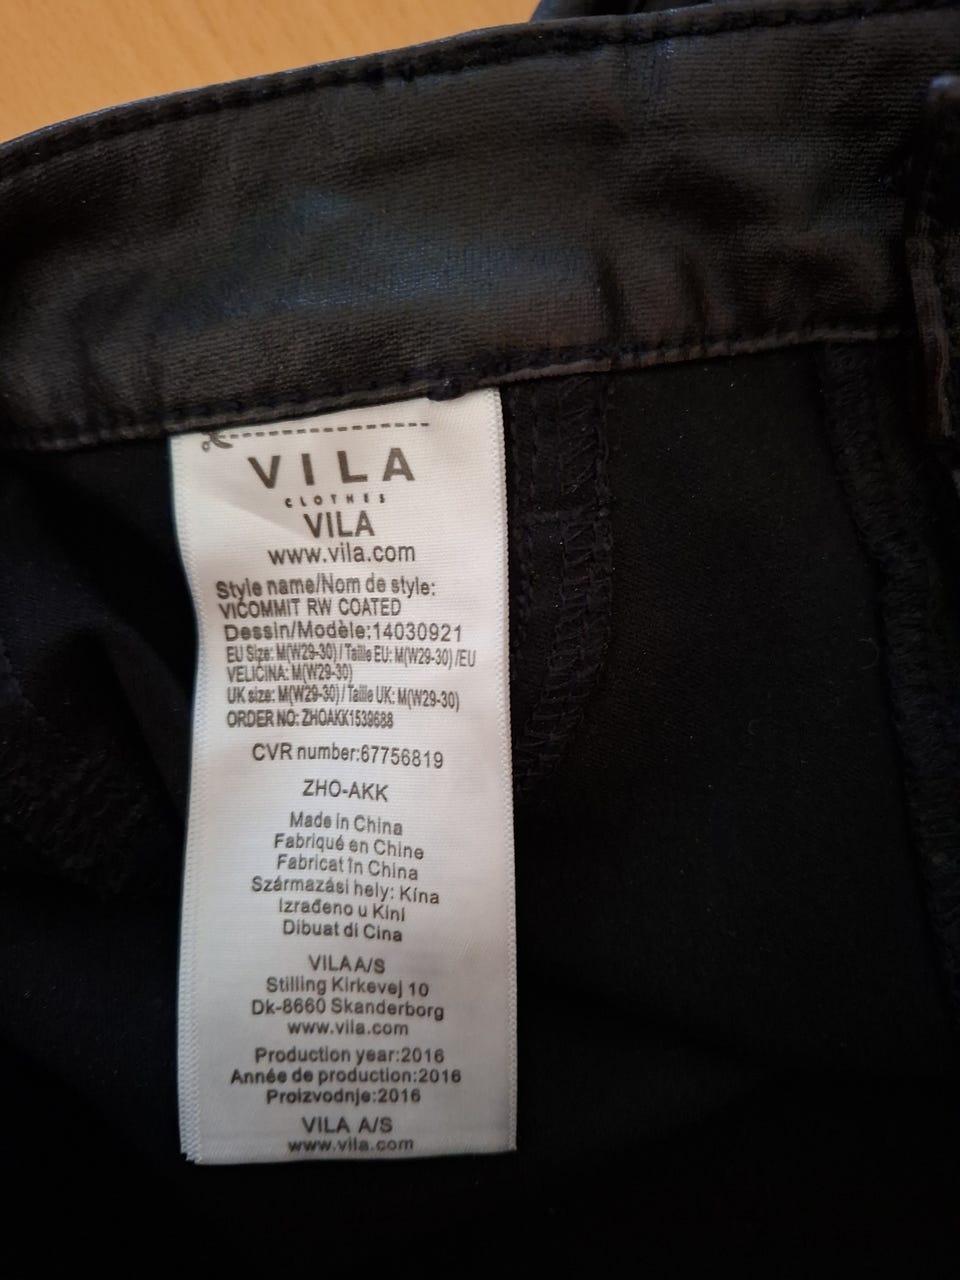 VILA
CLOTHES
VILA
www.vila.com
Style name/Nom de style:
VICOMMIT RW COATED
Dessin/Modèle:14030921
EU Size: M(W29-30) / Taille EU: M(W29-30) /EU
VELIČINA: M(W29-30)
UK size: M(W29-30) / Taille UK: M(W29-30)
ORDER NO: ZHOAKK1539688
CVR number:67756819
ZHO-AKK
Made in China
Fabriqué en Chine
Fabricat în China
Származási hely: Kína
Izrađeno u Kini
Dibuat di Cina
VILA A/S
Stilling Kirkevej 10
Dk-8660 Skanderborg
www.vila.com
Production year:2016
Année de production:2016
Proizvodnje:2016
VILA A/S
www.vila.com